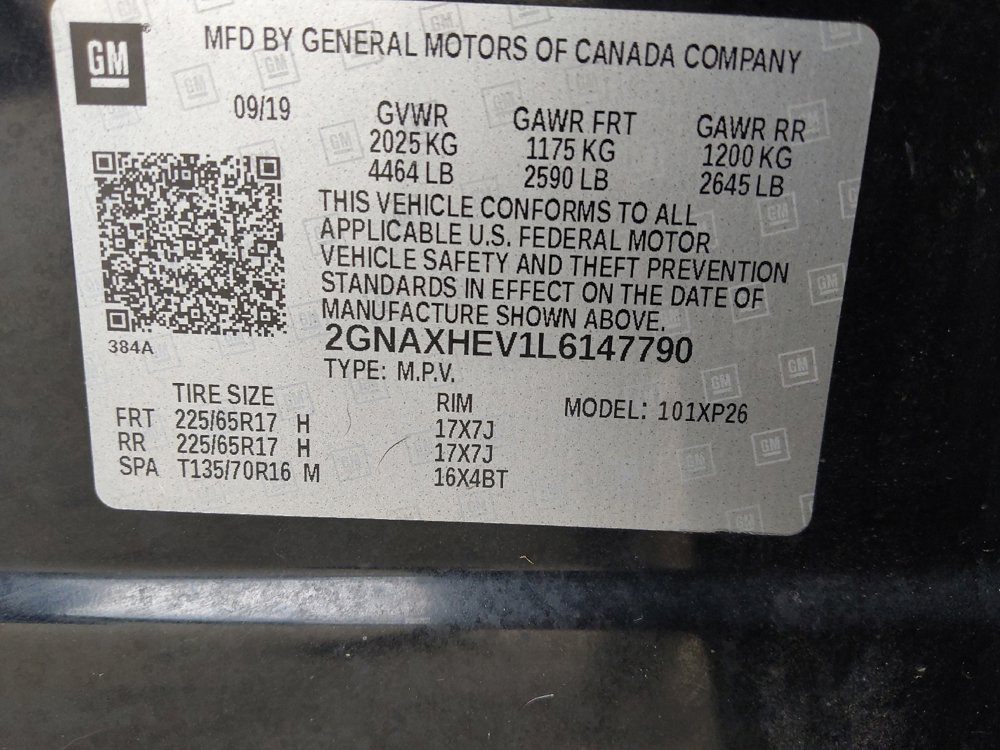 GM
MFD BY GENERAL MOTORS OF CANADA COMPANY
09/19
GVWR
2025 KG
4464 LB
GAWR FRT
1175 KG
2590 LB
GAWR RR
1200 KG
2645 LB
THIS VEHICLE CONFORMS TO ALL
APPLICABLE U.S. FEDERAL MOTOR
VEHICLE SAFETY AND THEFT PREVENTION
STANDARDS IN EFFECT ON THE DATE OF
MANUFACTURE SHOWN ABOVE.
384A
2GNAXHEV1L6147790
TYPE: M.P.V.
MODEL: 101XP26
TIRE SIZE RIM
FRT 225/65R17 H 17X7J
RR 225/65R17 H 17X7J
SPA T135/70R16 M 16X4BT